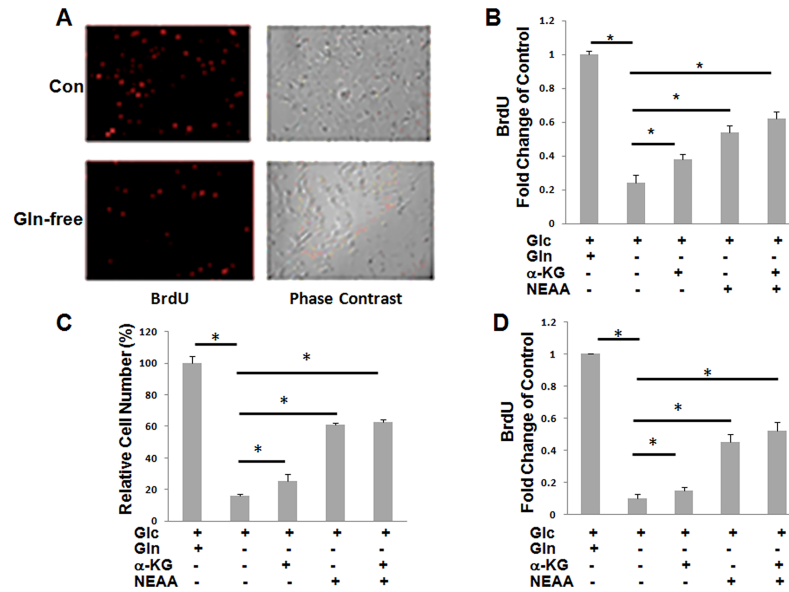 A
Con
Gln-free
BrdU Phase Contrast
B
BrdU
Fold Change of Control
1.2
1
0.8
0.6
0.4
0.2
0
* * * *
Glc + + + + +
Gln + - - - -
α-KG - - + - +
NEAA - - - + +
C
Relative Cell Number (%)
120
100
80
60
40
20
0
* * * *
Glc + + + + +
Gln + - - - -
α-KG - - + - +
NEAA - - - + +
D
BrdU
Fold Change of Control
1.2
1
0.8
0.6
0.4
0.2
0
* * * *
Glc + + + + +
Gln + - - - -
α-KG - - + - +
NEAA - - - + +